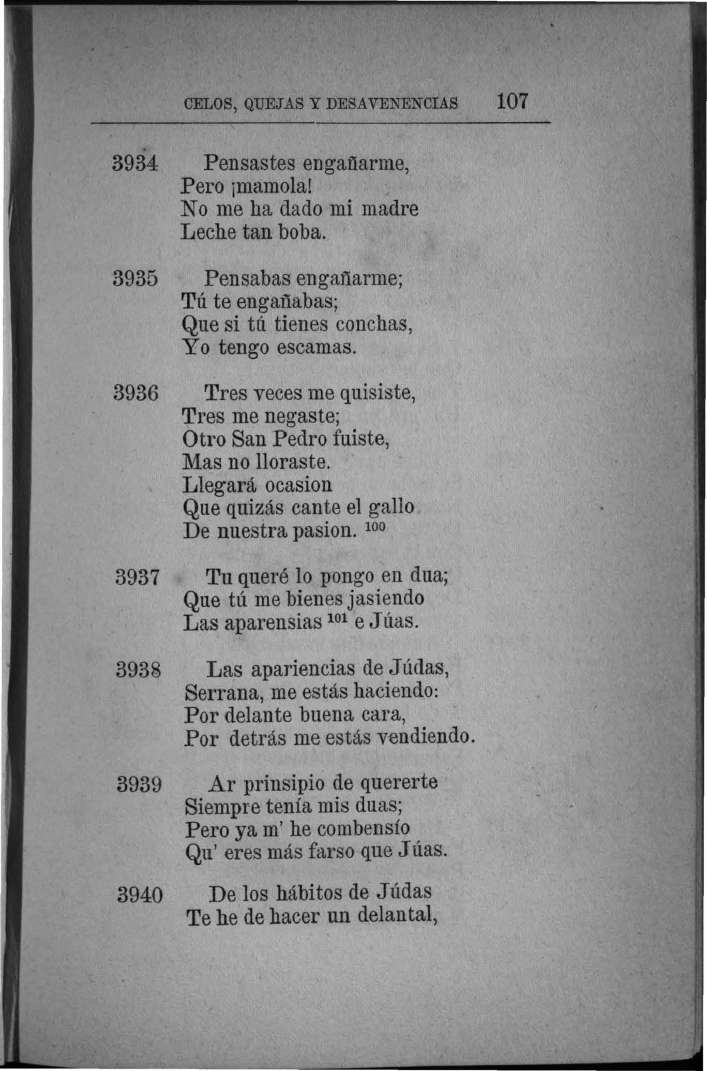 CELOS, QUEJAS Y DESAVENENCIAS 107
3934 Pensastes engañarme,
Pero ¡mamola!
No me ha dado mi madre
Leche tan boba.
3935 Pensabas engañarme;
Tú te engañabas;
Que si tú tienes conchas,
Yo tengo escamas.
3936 Tres veces me quisiste,
Tres me negaste;
Otro San Pedro fuiste,
Mas no lloraste.
Llegará ocasion
Que quizás cante el gallo
De nuestra pasion. 100
3937 Tu queré lo pongo en dua;
Que tú me bienes jasiendo
Las aparensias 101 e Júas.
3938 Las apariencias de Júdas,
Serrana, me estás haciendo:
Por delante buena cara,
Por detrás me estás vendiendo.
3939 Ar prinsipio de quererte
Siempre tenía mis duas;
Pero ya m' he combensío
Qu' eres más farso que Júas.
3940 De los hábitos de Júdas
Te he de hacer un delantal,